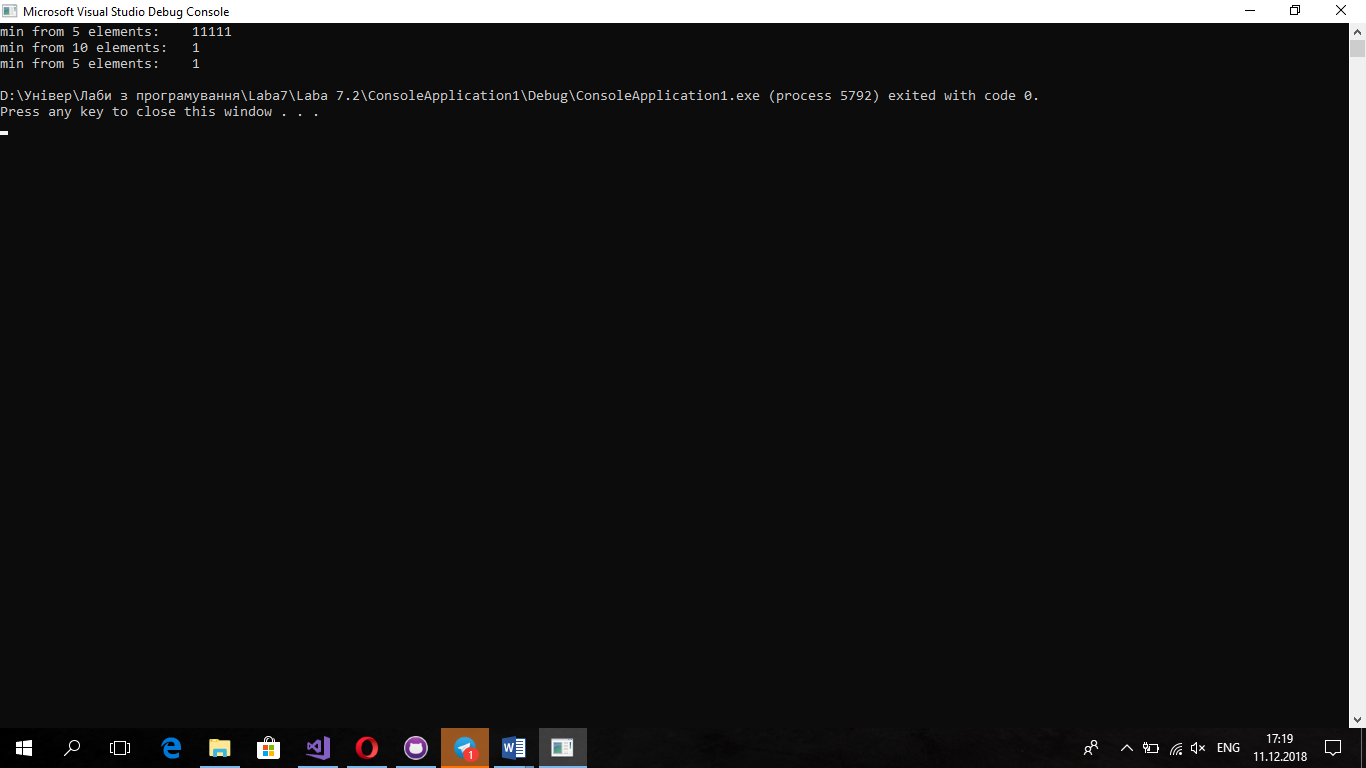 Microsoft Visual Studio Debug Console
min from 5 elements:    11111
min from 10 elements:   1
min from 5 elements:    1
D:\Універ\Лаби з програмування\Laba7\Laba 7.2\ConsoleApplication1\Debug\ConsoleApplication1.exe (process 5792) exited with code 0.
Press any key to close this window . . .
1
W
ENG
17:19
11.12.2018